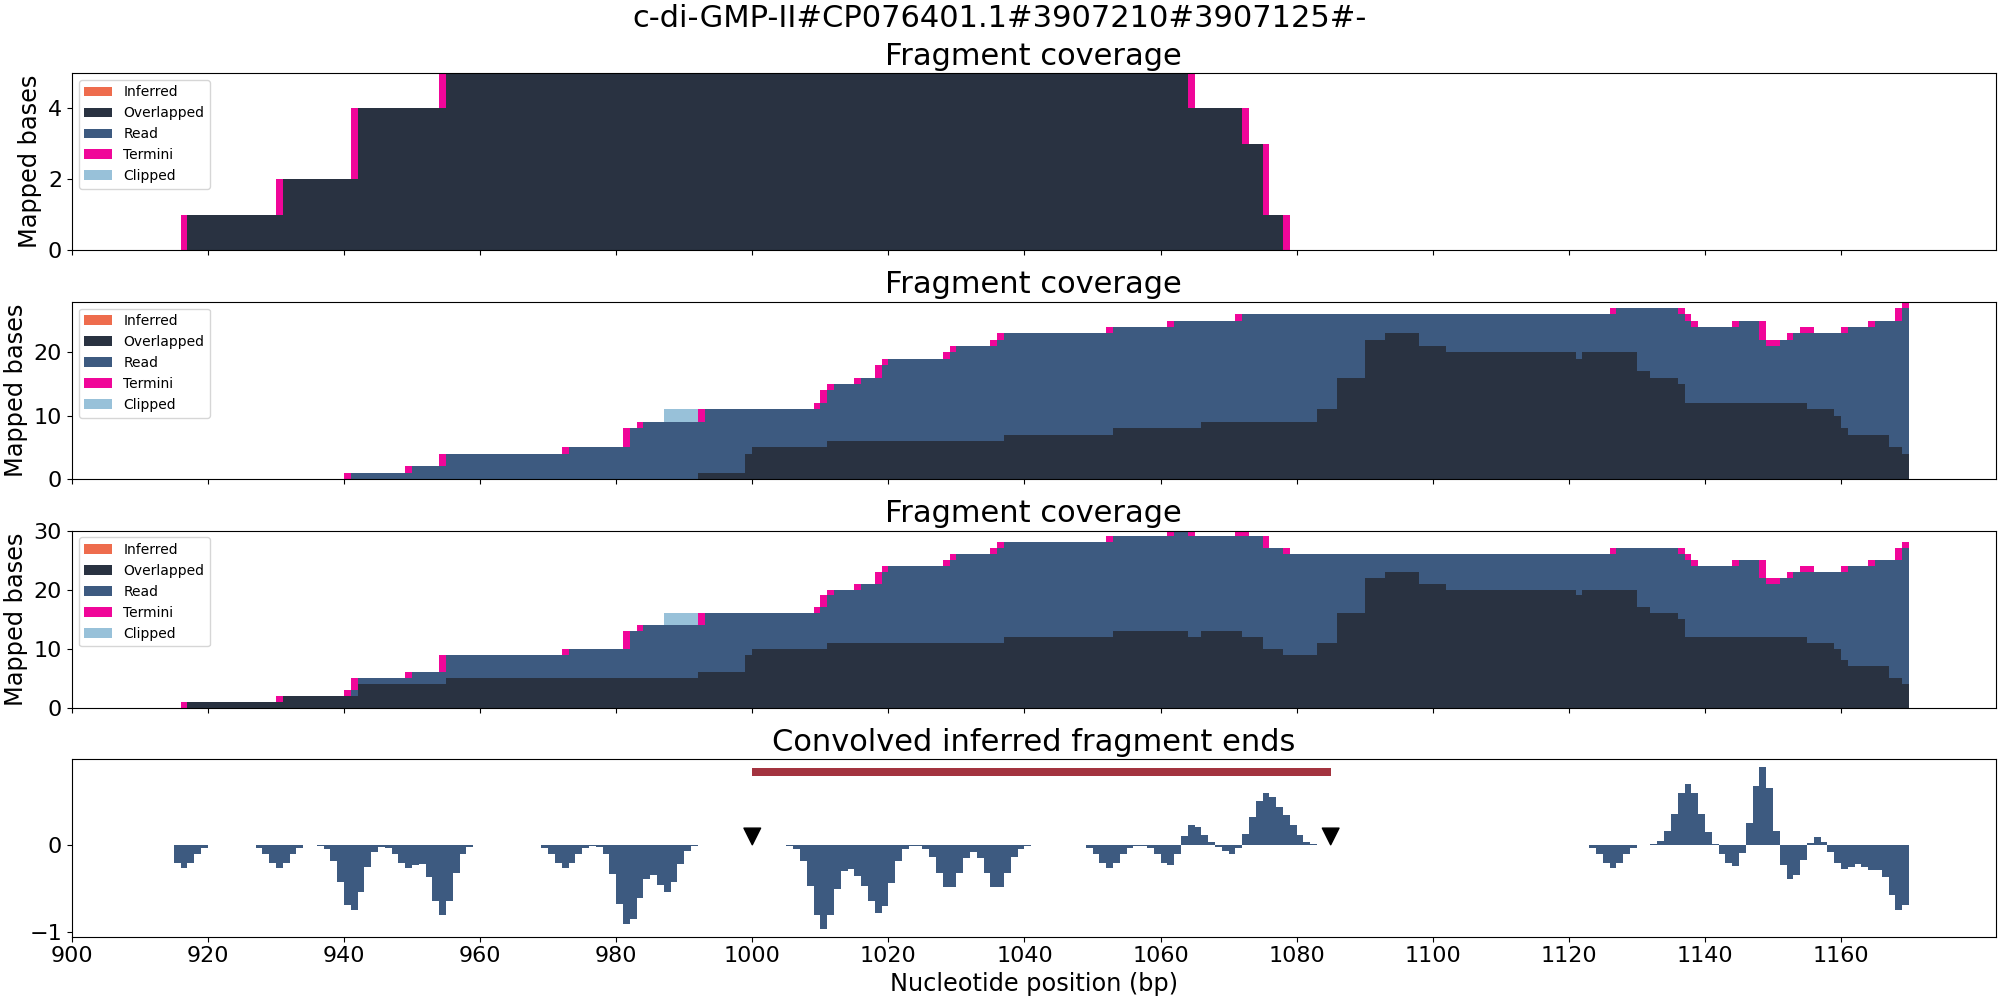 c-di-GMP-II#CP076401.1#3907210#3907125#-
Fragment coverage
Mapped bases
4
2
0
Inferred
Overlapped
Read
Termini
Clipped
Fragment coverage
Mapped bases
20
10
0
Inferred
Overlapped
Read
Termini
Clipped
Fragment coverage
Mapped bases
30
20
10
0
Inferred
Overlapped
Read
Termini
Clipped
Convolved inferred fragment ends
0
−1
900 920 940 960 980 1000 1020 1040 1060 1080 1100 1120 1140 1160
Nucleotide position (bp)